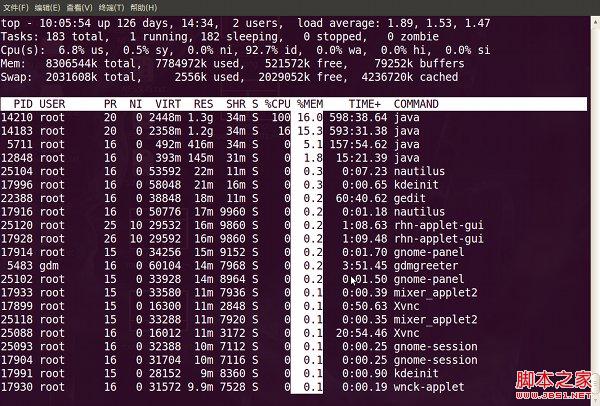 文件(F) 编辑(E) 查看(V) 终端(T) 帮助(H)
top - 10:05:54 up 126 days, 14:34, 2 users, load average: 1.89, 1.53, 1.47
Tasks: 183 total, 1 running, 182 sleeping, 0 stopped, 0 zombie
Cpu(s): 6.8% us, 0.5% sy, 0.0% ni, 92.7% id, 0.0% wa, 0.0% hi, 0.0% si
Mem: 8306544k total, 7784972k used, 521572k free, 79252k buffers
Swap: 2031608k total, 2556k used, 2029052k free, 4236720k cached
PID USER PR NI VIRT RES SHR S %CPU %MEM TIME+ COMMAND
14210 root 20 0 2448m 1.3g 34m S 100 16.0 598:38.64 java
14183 root 20 0 2358m 1.2g 34m S 16 15.3 593:31.38 java
5711 root 16 0 492m 416m 34m S 0 5.1 157:54.62 java
12848 root 16 0 393m 145m 31m S 0 1.8 15:21.39 java
25104 root 16 0 53592 22m 11m S 0 0.3 0:07.23 nautilus
17996 root 16 0 58048 21m 16m S 0 0.3 0:00.65 kdeinit
22388 root 16 0 38848 18m 11m S 0 0.2 60:40.62 gedit
17916 root 16 0 50776 17m 9960 S 0 0.2 0:01.18 nautilus
25120 root 25 10 29532 16m 9860 S 0 0.2 1:08.63 rhn-applet-gui
17928 root 26 10 29592 16m 9860 S 0 0.2 1:09.48 rhn-applet-gui
17914 root 15 0 34256 15m 9152 S 0 0.2 0:01.70 gnome-panel
5483 gdm 16 0 60104 14m 7968 S 0 0.2 3:51.45 gdmgreeter
25102 root 15 0 33928 14m 8964 S 0 0.2 0:01.50 gnome-panel
17933 root 15 0 33580 11m 7936 S 0 0.1 0:00.39 mixer_applet2
17899 root 15 0 16300 11m 2848 S 0 0.1 0:50.83 Xvnc
25118 root 15 0 33288 11m 7920 S 0 0.1 0:00.35 mixer_applet2
25088 root 16 0 16012 11m 3172 S 0 0.1 20:54.46 Xvnc
25093 root 16 0 32388 10m 7112 S 0 0.1 0:00.25 gnome-session
17904 root 16 0 31704 10m 7116 S 0 0.1 0:00.25 gnome-session
17991 root 15 0 28152 9m 8360 S 0 0.1 0:00.90 kdeinit
17930 root 16 0 31572 9.9m 7528 S 0 0.1 0:00.19 wnck-applet
脚本之家
www.JB51.NET